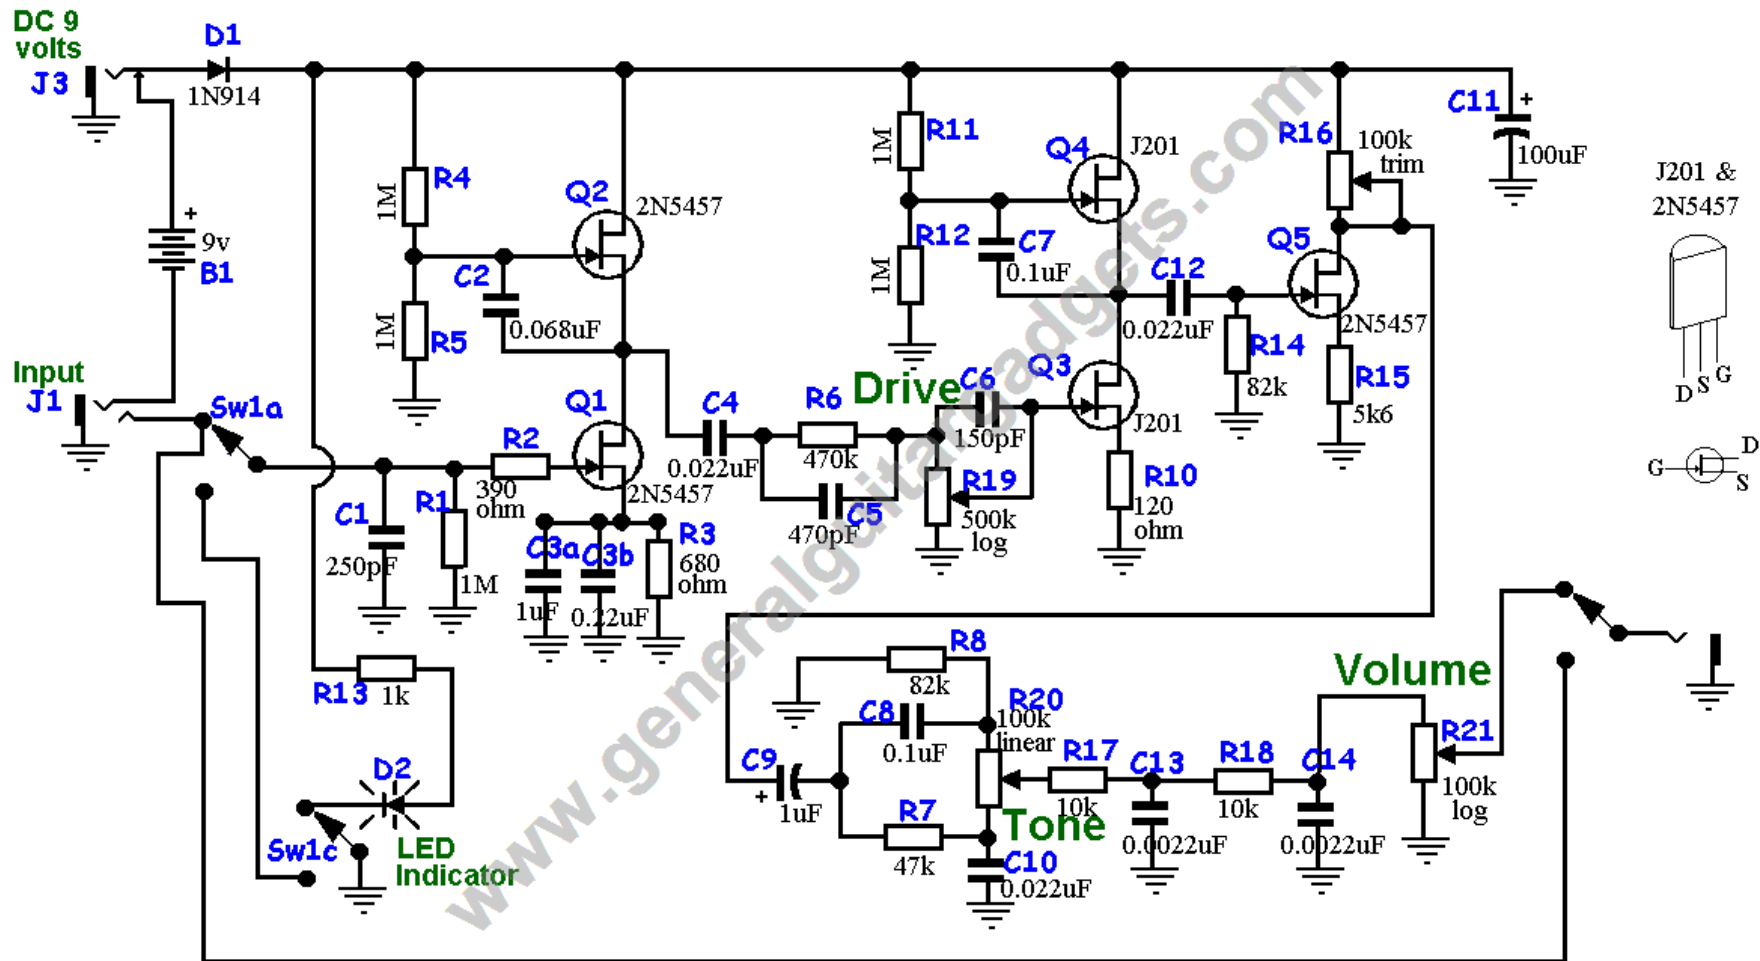 DC 9
volts
J3
D1
1N914
9v
B1
+
Input
J1
Sw1a
R4
1M
R5
1M
C2
0.068uF
Q2
2N5457
Q1
2N5457
R2
390
ohm
C1
250pF
R1
1M
C3a
1uF
C3b
0.22uF
R3
680
ohm
C4
0.022uF
R6
470k
C5
470pF
Drive
C6
150pF
R19
500k
log
R11
1M
R12
1M
C7
0.1uF
Q4
J201
Q3
J201
R10
120
ohm
C12
0.022uF
R14
82k
Q5
2N5457
R15
5k6
R16
100k
trim
C11
+
100uF
J201 &
2N5457
D S G
G
D
S
R13
1k
D2
LED
Indicator
Sw1c
C9
+
1uF
R8
82k
C8
0.1uF
R7
47k
R20
100k
linear
Tone
C10
0.022uF
R17
10k
C13
0.0022uF
R18
10k
C14
0.0022uF
Volume
R21
100k
log
www.generalguitargadgets.com